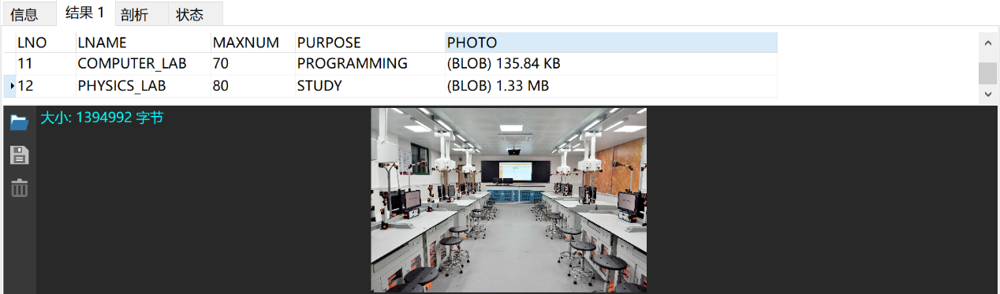 信息 结果 1 剖析 状态
LNO LNAME MAXNUM PURPOSE PHOTO
11 COMPUTER_LAB 70 PROGRAMMING (BLOB) 135.84 KB
12 PHYSICS_LAB 80 STUDY (BLOB) 1.33 MB
大小: 1394992 字节